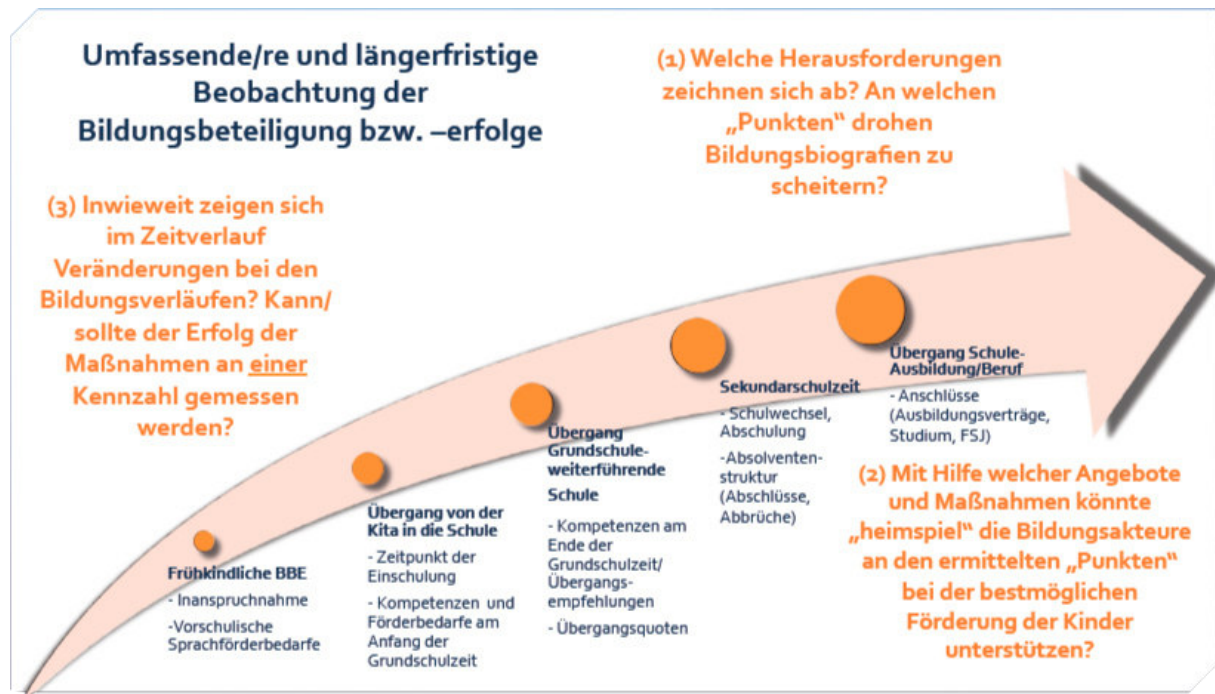 Umfassende/re und längerfristige
Beobachtung der
Bildungsbeteiligung bzw. –erfolge
(1) Welche Herausforderungen
zeichnen sich ab? An welchen
„Punkten“ drohen
Bildungsbiografien zu
scheitern?
(3) Inwieweit zeigen sich
im Zeitverlauf
Veränderungen bei den
Bildungsverläufen? Kann/
sollte der Erfolg der
Maßnahmen an einer
Kennzahl gemessen
werden?
Frühkindliche BBE
- Inanspruchnahme
-Vorschulische
Sprachförderbedarfe
Übergang von der
Kita in die Schule
- Zeitpunkt der
Einschulung
- Kompetenzen und
Förderbedarfe am
Anfang der
Grundschulzeit
Übergang
Grundschule-
weiterführende
Schule
- Kompetenzen am
Ende der
Grundschulzeit/
Übergangs-
empfehlungen
- Übergangsquoten
Sekundarschulzeit
- Schulwechsel,
Abschulung
-Absolventen-
struktur
(Abschlüsse,
Abbrüche)
Übergang Schule-
Ausbildung/Beruf
- Anschlüsse
(Ausbildungsverträge,
Studium, FSJ)
(2) Mit Hilfe welcher Angebote
und Maßnahmen könnte
„heimspiel“ die Bildungsakteure
an den ermittelten „Punkten“
bei der bestmöglichen
Förderung der Kinder
unterstützen?